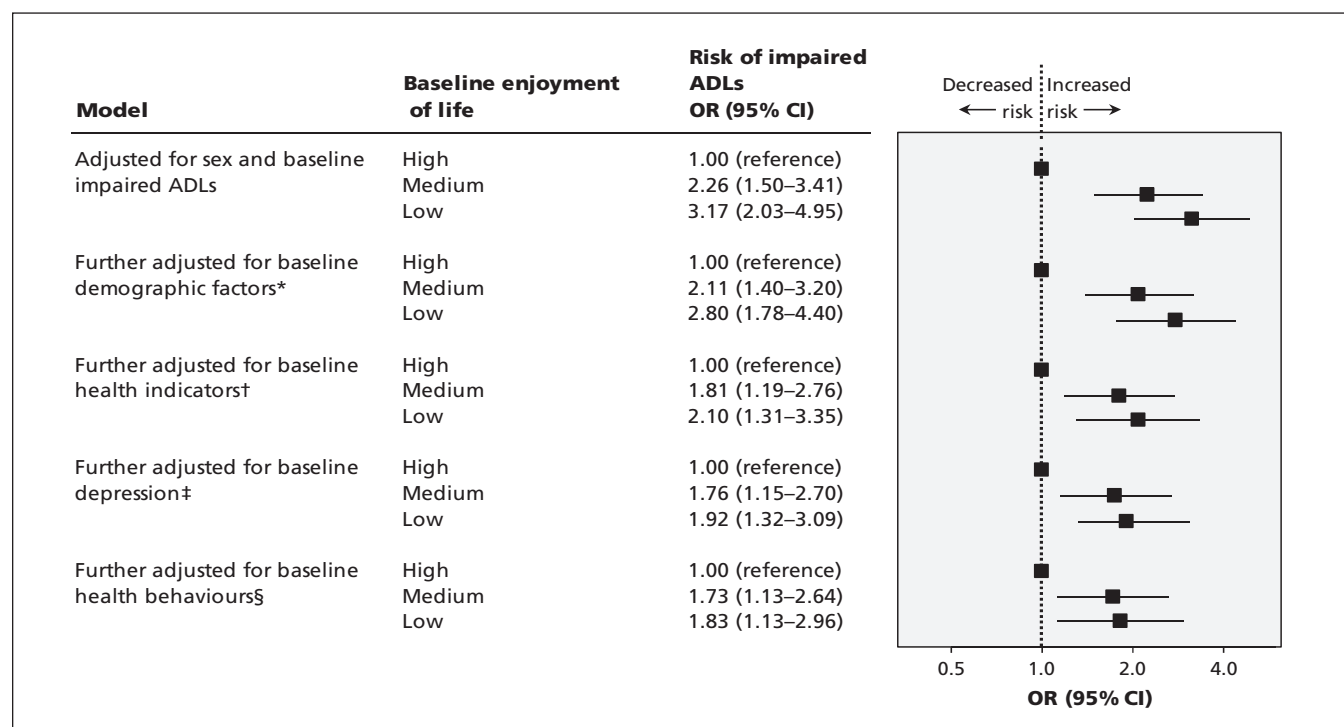 Model
Baseline enjoyment
of life
Risk of impaired
ADLs
OR (95% CI)
Decreased
risk
Increased
risk
Adjusted for sex and baseline
impaired ADLs
High 1.00 (reference)
Medium 2.26 (1.50–3.41)
Low 3.17 (2.03–4.95)
Further adjusted for baseline
demographic factors*
High 1.00 (reference)
Medium 2.11 (1.40–3.20)
Low 2.80 (1.78–4.40)
Further adjusted for baseline
health indicators†
High 1.00 (reference)
Medium 1.81 (1.19–2.76)
Low 2.10 (1.31–3.35)
Further adjusted for baseline
depression‡
High 1.00 (reference)
Medium 1.76 (1.15–2.70)
Low 1.92 (1.32–3.09)
Further adjusted for baseline
health behaviours§
High 1.00 (reference)
Medium 1.73 (1.13–2.64)
Low 1.83 (1.13–2.96)
0.5 1.0 2.0 4.0
OR (95% CI)